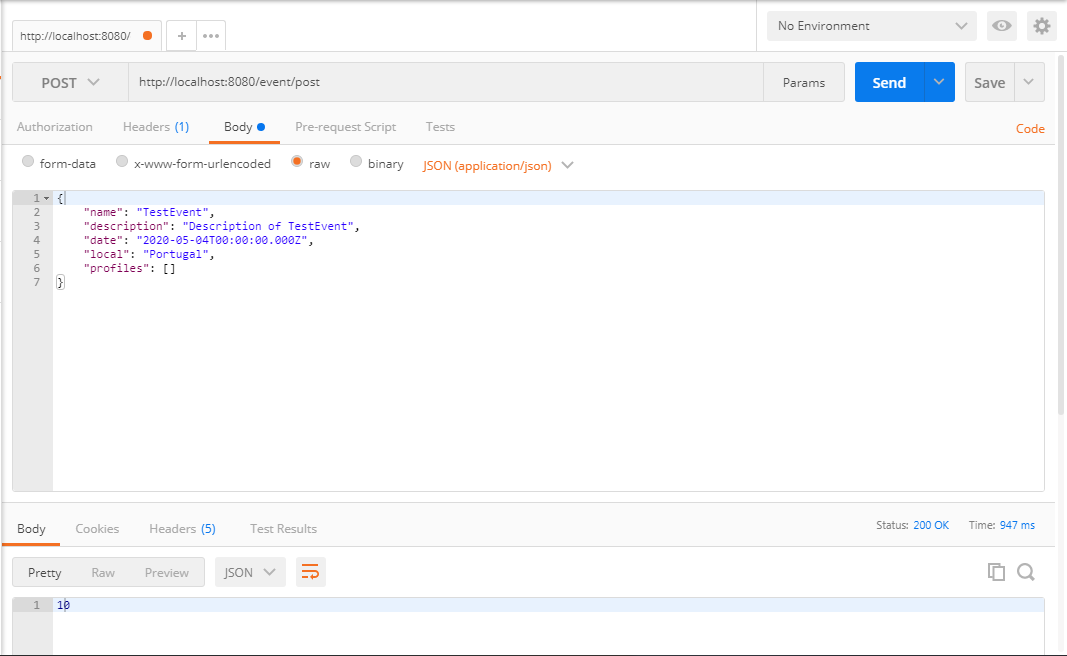 http://localhost:8080/
+
•••
No Environment
POST
http://localhost:8080/event/post
Params
Send
Save
Authorization
Headers (1)
Body
Pre-request Script
Tests
Code
form-data
x-www-form-urlencoded
raw
binary
JSON (application/json)
1 {
2 "name": "TestEvent",
3 "description": "Description of TestEvent",
4 "date": "2020-05-04T00:00:00.000Z",
5 "local": "Portugal",
6 "profiles": []
7 }
Body
Cookies
Headers (5)
Test Results
Status: 200 OK
Time: 947 ms
Pretty
Raw
Preview
JSON
1 10